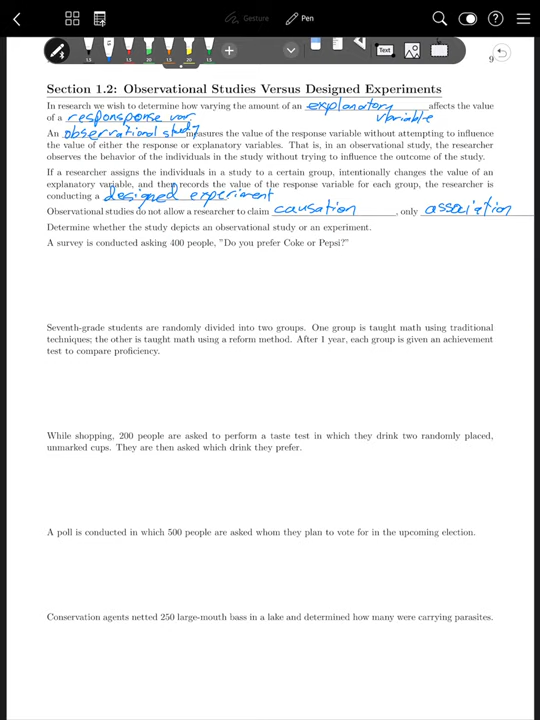 Gesture
Pen
1.5 1.5 20 1.5 20 1.5
Text
9
Section 1.2: Observational Studies Versus Designed Experiments
In research we wish to determine how varying the amount of an explanatory variable affects the value
of a responsponse var
An observational study measures the value of the response variable without attempting to influence
the value of either the response or explanatory variables. That is, in an observational study, the researcher
observes the behavior of the individuals in the study without trying to influence the outcome of the study.
If a researcher assigns the individuals in a study to a certain group, intentionally changes the value of an
explanatory variable, and then records the value of the response variable for each group, the researcher is
conducting a designed experiment
Observational studies do not allow a researcher to claim causation, only association
Determine whether the study depicts an observational study or an experiment.
A survey is conducted asking 400 people, "Do you prefer Coke or Pepsi?"
Seventh-grade students are randomly divided into two groups. One group is taught math using traditional
techniques; the other is taught math using a reform method. After 1 year, each group is given an achievement
test to compare proficiency.
While shopping, 200 people are asked to perform a taste test in which they drink two randomly placed,
unmarked cups. They are then asked which drink they prefer.
A poll is conducted in which 500 people are asked whom they plan to vote for in the upcoming election.
Conservation agents netted 250 large-mouth bass in a lake and determined how many were carrying parasites.